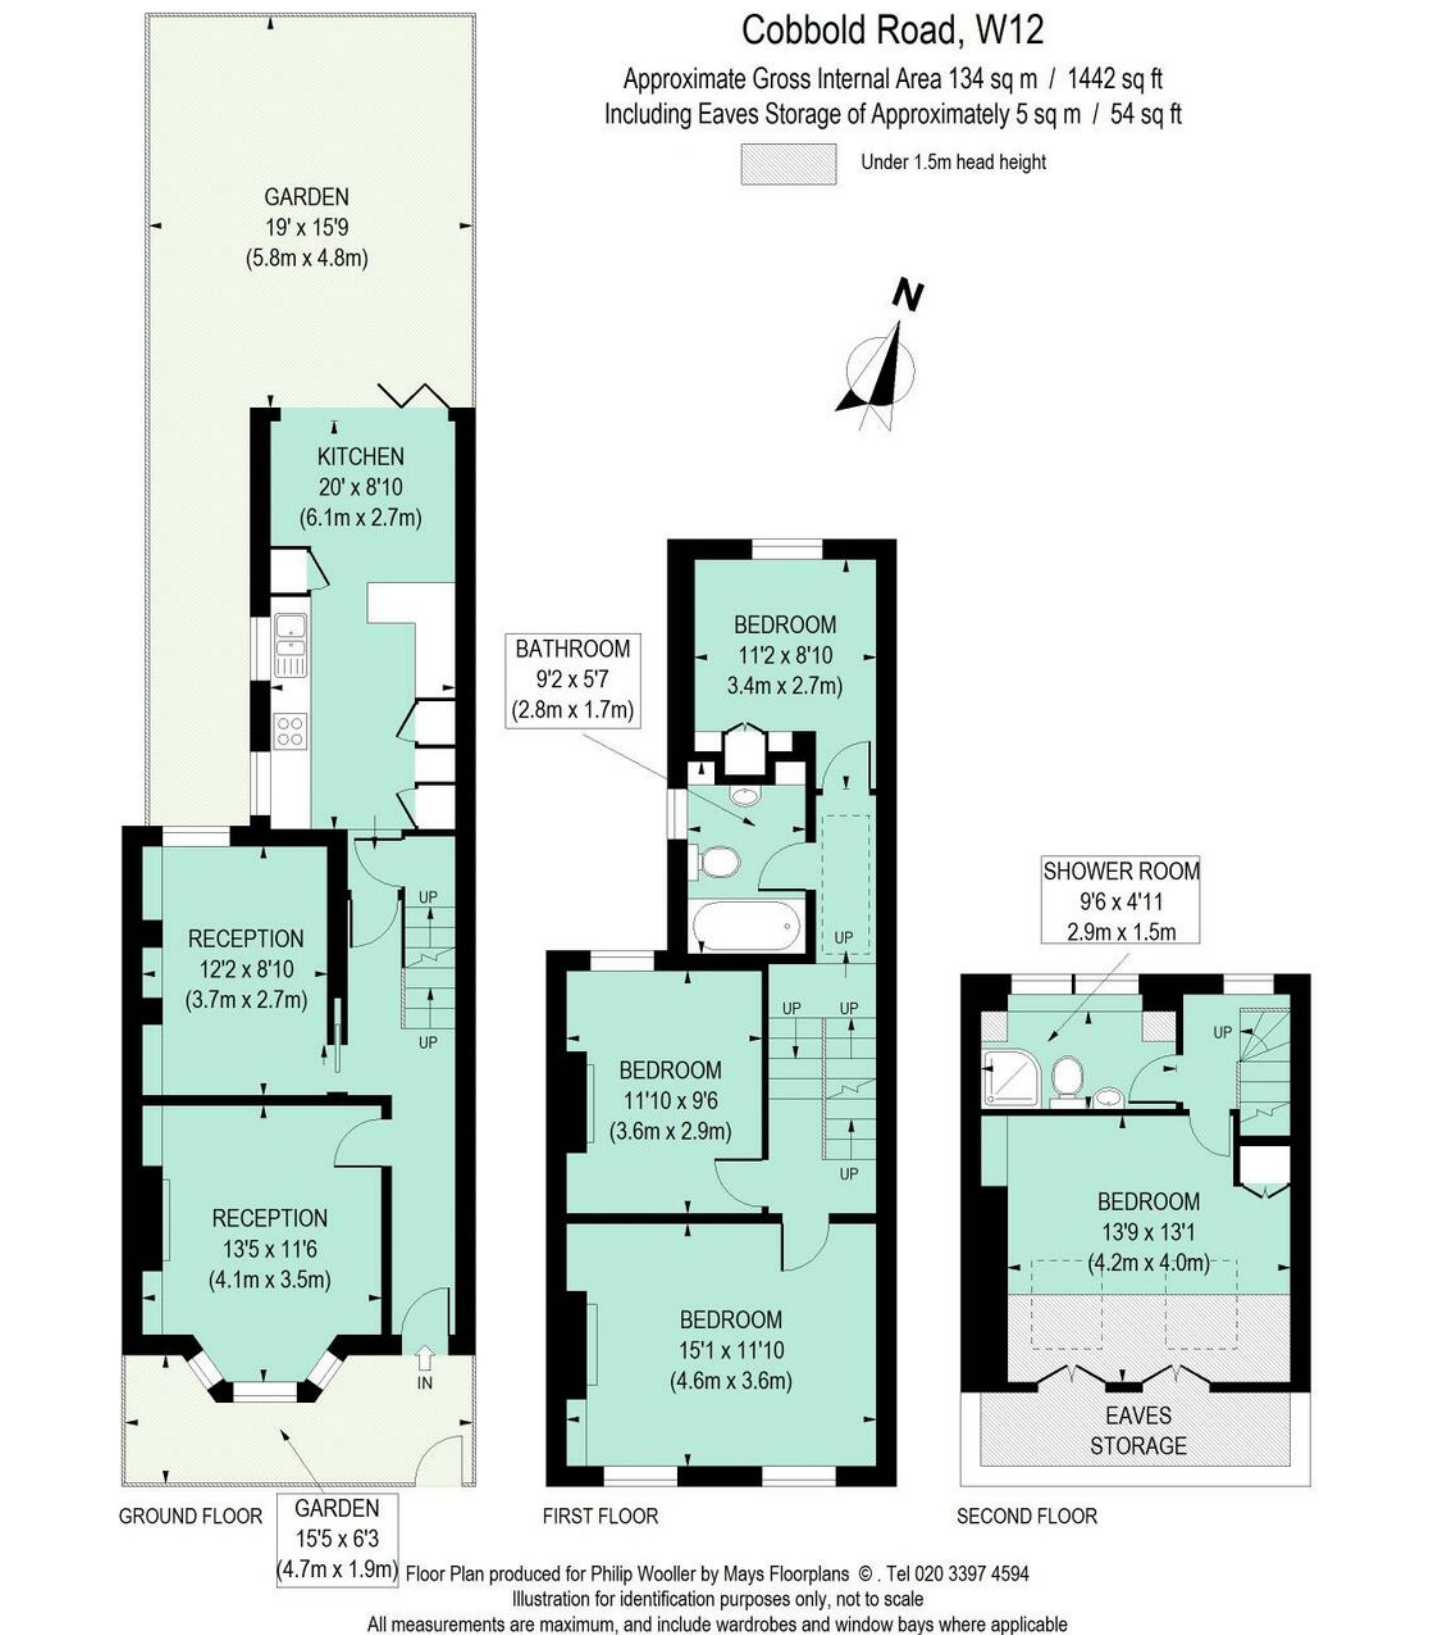 Cobbold Road, W12
Approximate Gross Internal Area 134 sq m / 1442 sq ft
Including Eaves Storage of Approximately 5 sq m / 54 sq ft
Under 1.5m head height
N
GARDEN
19' x 15'9
(5.8m x 4.8m)
KITCHEN
20' x 8'10
(6.1m x 2.7m)
UP
RECEPTION
12'2 x 8'10
(3.7m x 2.7m)
UP
RECEPTION
13'5 x 11'6
(4.1m x 3.5m)
IN
GROUND FLOOR
GARDEN
15'5 x 6'3
(4.7m x 1.9m)
BEDROOM
11'2 x 8'10
3.4m x 2.7m)
BATHROOM
9'2 x 5'7
(2.8m x 1.7m)
UP
UP
UP
BEDROOM
11'10 x 9'6
(3.6m x 2.9m)
UP
BEDROOM
15'1 x 11'10
(4.6m x 3.6m)
FIRST FLOOR
SHOWER ROOM
9'6 x 4'11
2.9m x 1.5m
UP
BEDROOM
13'9 x 13'1
(4.2m x 4.0m)
EAVES
STORAGE
SECOND FLOOR
Floor Plan produced for Philip Wooller by Mays Floorplans © . Tel 020 3397 4594
Illustration for identification purposes only, not to scale
All measurements are maximum, and include wardrobes and window bays where applicable